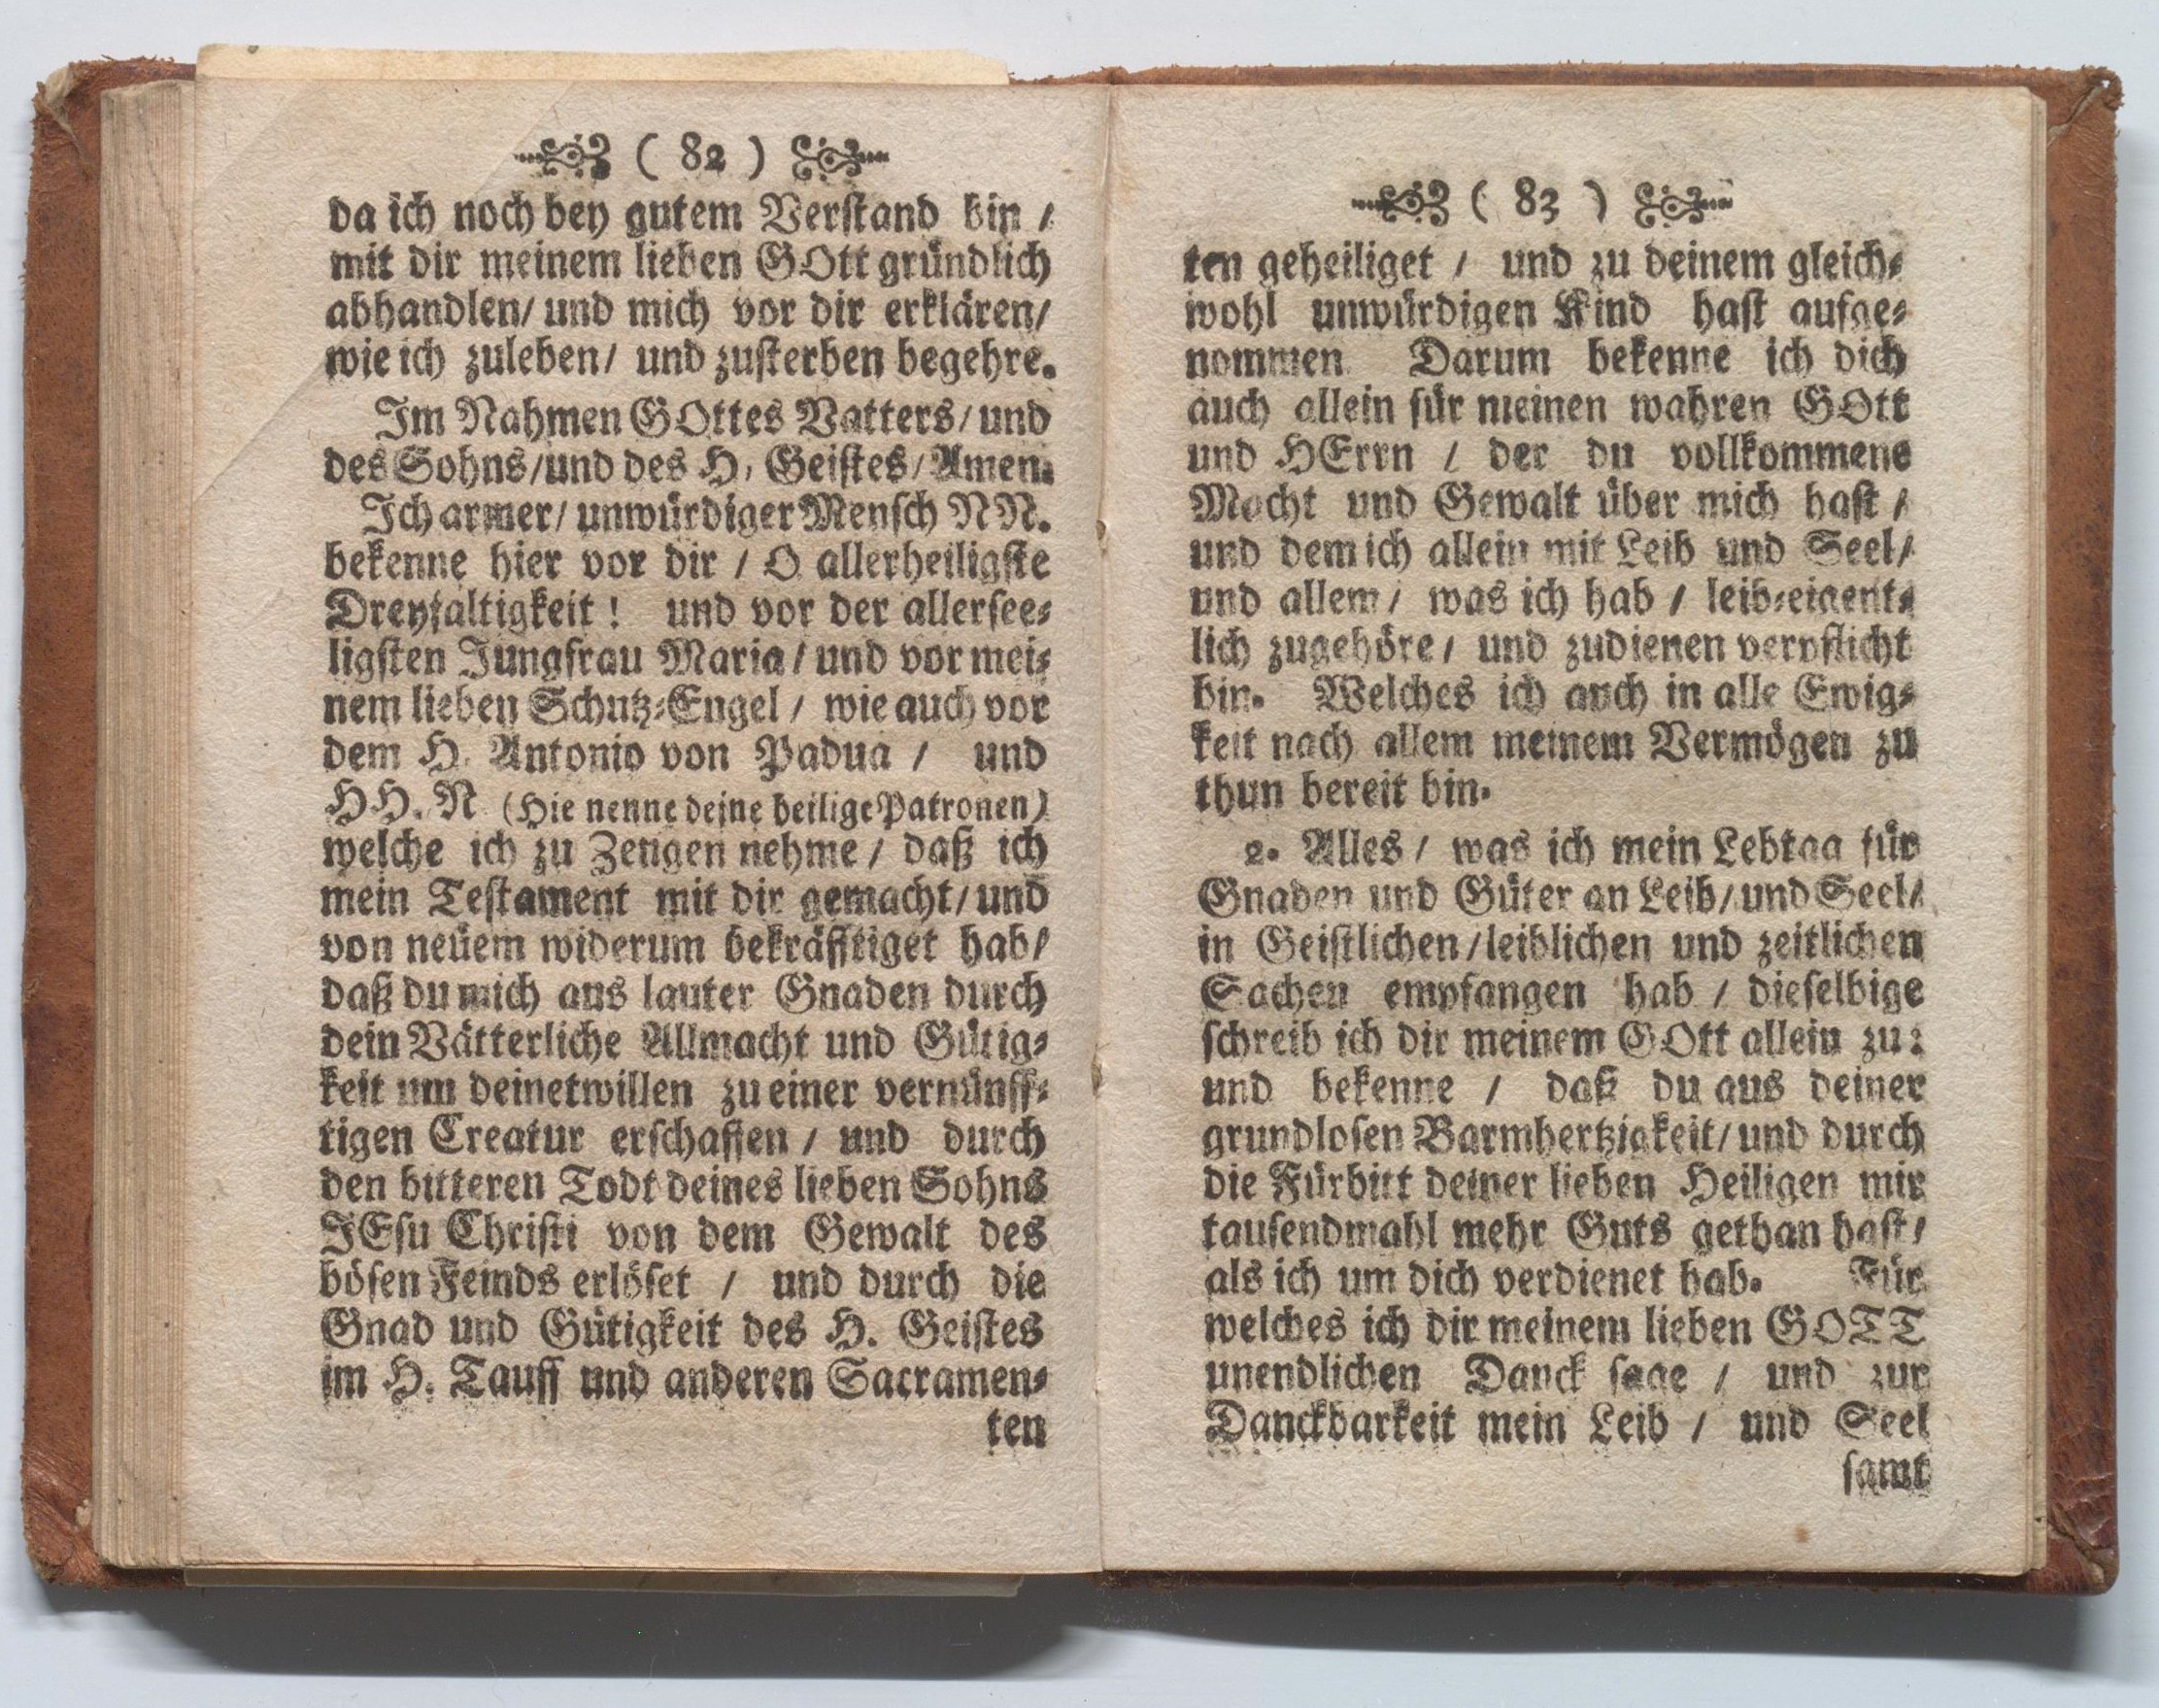 ( 82 )
da ich noch bey gutem Verstand bin /
mit dir meinem lieben GOtt gründlich
abhandlen/ und mich vor dir erklären/
wie ich zuleben/ und zusterben begehre.
Im Nahmen GOttes Vatters/ und
des Sohns/und des H. Geistes/Amen.
Ich armer/ unwürdiger Mensch NN.
bekenne hier vor dir / O allerheiligste
Dreyfaltigkeit! und vor der allersee-
ligsten Jungfrau Maria/ und vor mei-
nem lieben Schutz-Engel / wie auch vor
dem H. Antonio von Padua / und
HH. N (Hie nenne deine heilige Patronen)
welche ich zu Zeugen nehme / daß ich
mein Testament mit dir gemacht/ und
von neüem widerum bekräfftiget hab/
daß du mich aus lauter Gnaden durch
dein Vätterliche Allmacht und Gütig-
keit um deinetwillen zu einer vernünff-
tigen Creatur erschaffen / und durch
den bitteren Todt deines lieben Sohns
JEsu Christi von dem Gewalt des
bösen Feinds erlöset / und durch die
Gnad und Gütigkeit des H. Geistes
im H. Tauff und anderen Sacramen-
ten
( 83 )
ten geheiliget / und zu deinem gleich-
wohl unwürdigen Kind hast aufge-
nommen Darum bekenne ich dich
auch allein für meinen wahren GOtt
und HErrn / der du vollkommene
Macht und Gewalt über mich hast /
und dem ich allein mit Leib und Seel/
und allem/ was ich hab / leib-eigent-
lich zugehöre/ und zudienen verpflicht
bin. Welches ich auch in alle Ewig-
keit nach allem meinem Vermögen zu
thun bereit bin.
2. Alles / was ich mein Lebtag für
Gnaden und Güter an Leib/ und Seel/
in Geistlichen/leiblichen und zeitlichen
Sachen empfangen hab / dieselbige
schreib ich dir meinem GOtt allein zu:
und bekenne / daß du aus deiner
grundlosen Barmhertzigkeit/ und durch
die Fürbitt deiner lieben Heiligen mir
tausendmahl mehr Guts gethan hast/
als ich um dich verdienet hab. Für
welches ich dir meinem lieben GOTT
unendlichen Danck sage / und zur
Danckbarkeit mein Leib / und Seel
samt